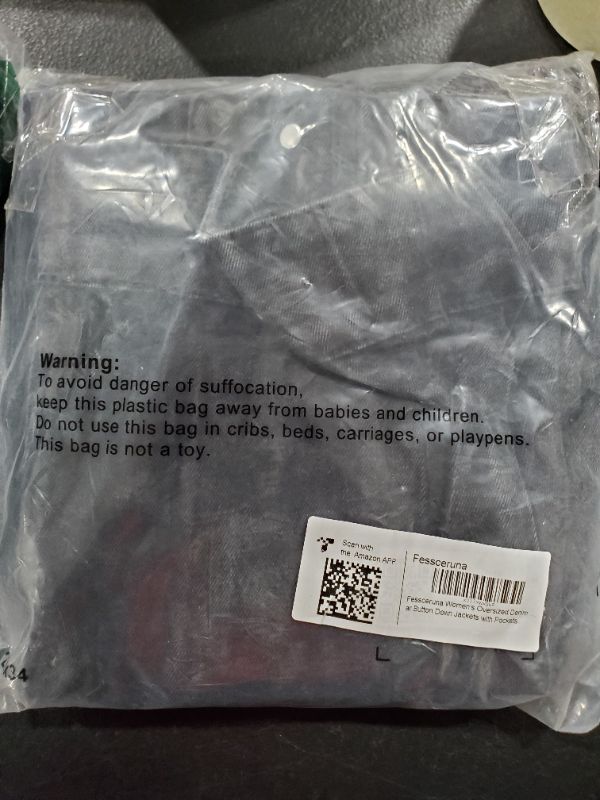 Warning:
To avoid danger of suffocation,
keep this plastic bag away from babies and children.
Do not use this bag in cribs, beds, carriages, or playpens.
This bag is not a toy.
Scan with
the Amazon APP
Fessceruna
Fessceruna Women's Oversized Denim
ar Button Down Jackets with Pockets
34